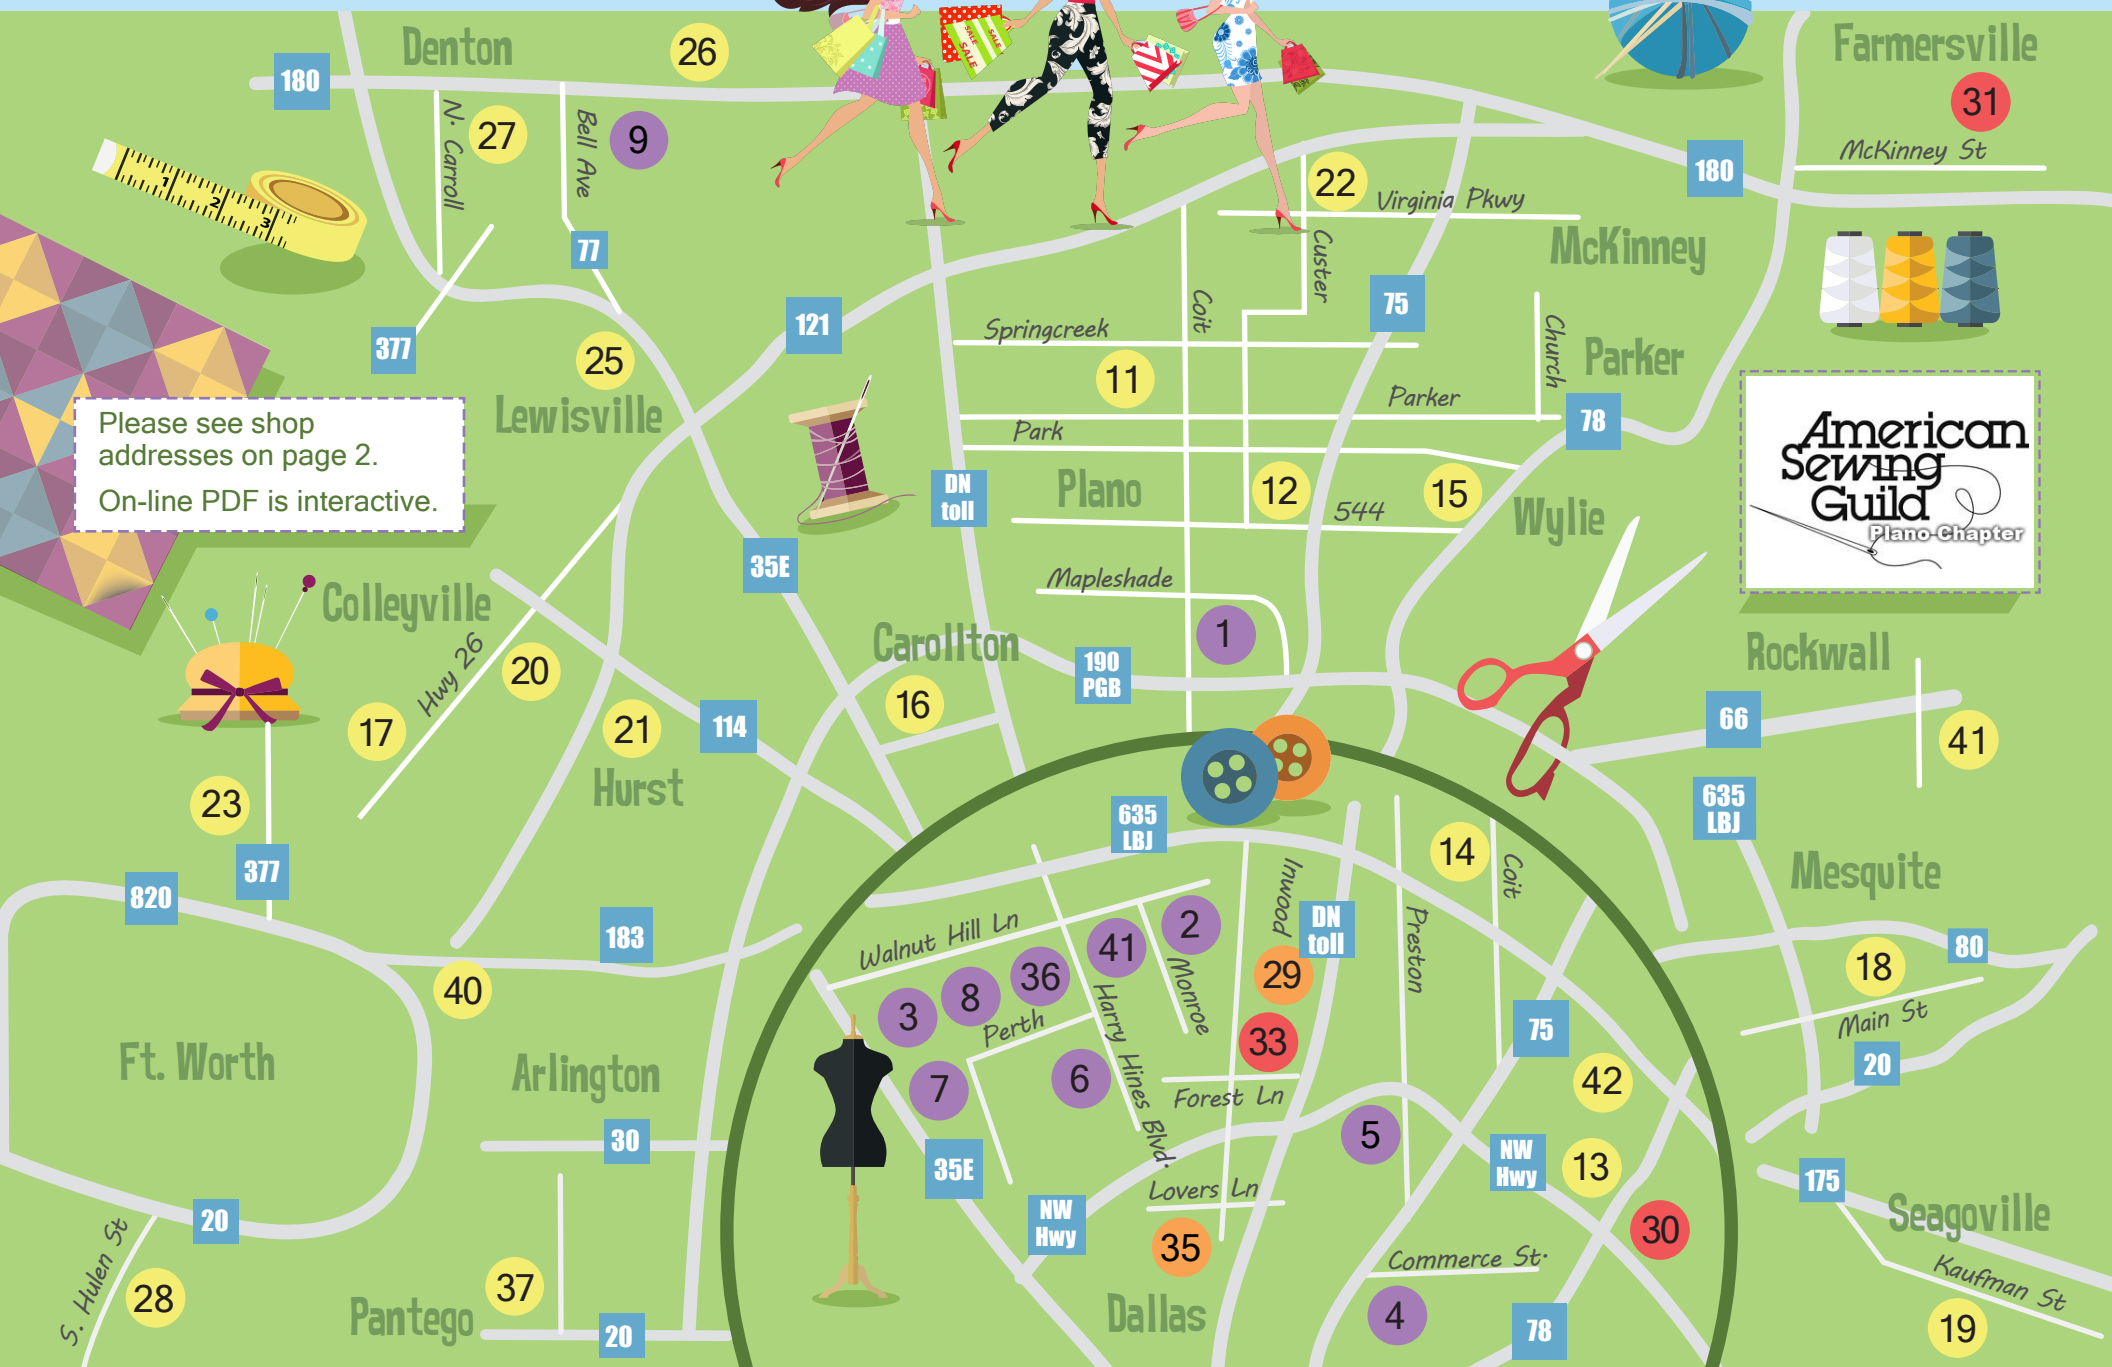 Denton
26
Farmersville
180
31
N. Carroll
27
Bell Ave
9
McKinney St
SALE
SALE
SALE
1
2
3
22
Virginia Pkwy
180
77
Custer
McKinney
377
121
Coit
75
Springcreek
Church
Parker
25
11
Parker
78
Lewisville
Park
Please see shop
addresses on page 2.
On-line PDF is interactive.
American
Sewing
Guild
Plano Chapter
DN
toll
Plano
12
544
15
Wylie
35E
Mapleshade
Colleyville
Hwy 26
20
Carollton
1
190
PGB
Rockwall
17
21
114
16
66
41
23
Hurst
635
LBJ
635
LBJ
377
820
14
Coit
Mesquite
183
Walnut Hill Ln
41
2
Inwood
DN
toll
Preston
80
40
3
8
36
Perth
Harry Hines Blvd.
Monroe
29
33
18
Main St
75
20
Ft. Worth
Arlington
7
6
Forest Ln
42
30
5
35E
NW
Hwy
13
175
Lovers Ln
20
NW
Hwy
30
Seagoville
S. Hulen St
28
35
Commerce St.
Kaufman St
37
Pantego
20
Dallas
4
78
19